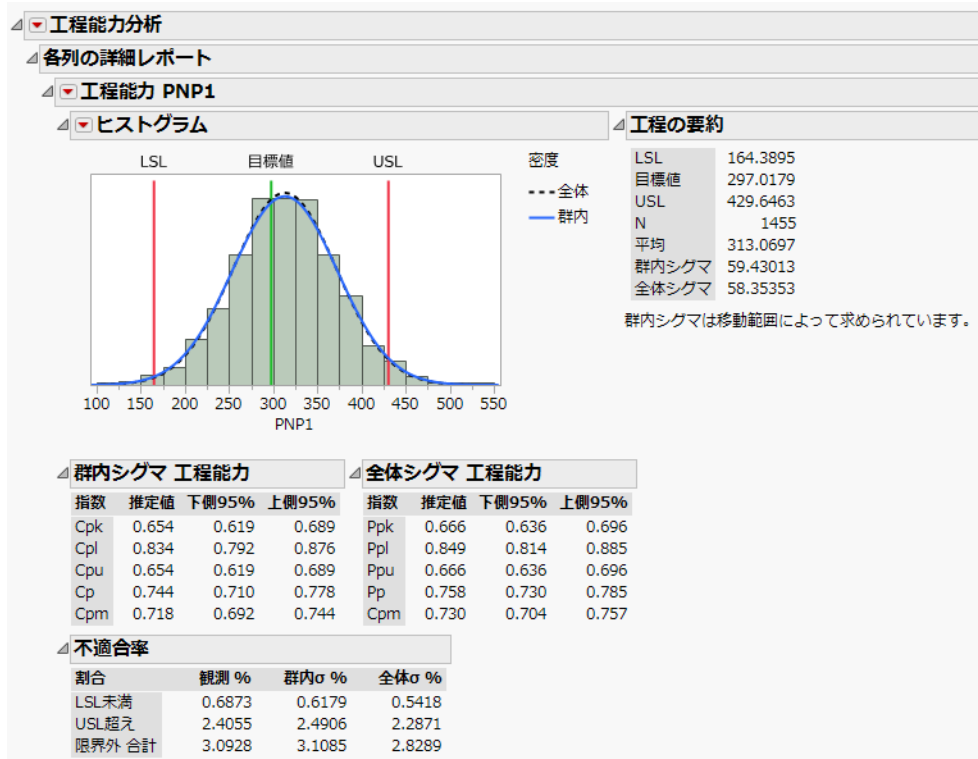 工程能力分析
各列の詳細レポート
工程能力 PNP1
ヒストグラム
LSL 目標値 USL
密度
全体
群内
100 150 200 250 300 350 400 450 500 550
PNP1
工程の要約
LSL 164.3895
目標値 297.0179
USL 429.6463
N 1455
平均 313.0697
群内シグマ 59.43013
全体シグマ 58.35353
群内シグマは移動範囲によって求められています。
群内シグマ 工程能力
指数 推定値 下側95% 上側95%
Cpk 0.654 0.619 0.689
Cpl 0.834 0.792 0.876
Cpu 0.654 0.619 0.689
Cp 0.744 0.710 0.778
Cpm 0.718 0.692 0.744
全体シグマ 工程能力
指数 推定値 下側95% 上側95%
Ppk 0.666 0.636 0.696
Ppl 0.849 0.814 0.885
Ppu 0.666 0.636 0.696
Pp 0.758 0.730 0.785
Cpm 0.730 0.704 0.757
不適合率
割合 観測 % 群内σ % 全体σ %
LSL未満 0.6873 0.6179 0.5418
USL超え 2.4055 2.4906 2.2871
限界外 合計 3.0928 3.1085 2.8289